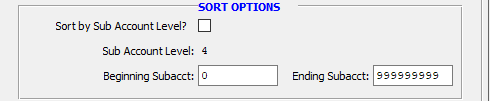 SORT OPTIONS
Sort by Sub Account Level?
Sub Account Level: 4
Beginning Subacct: 0 Ending Subacct: 999999999